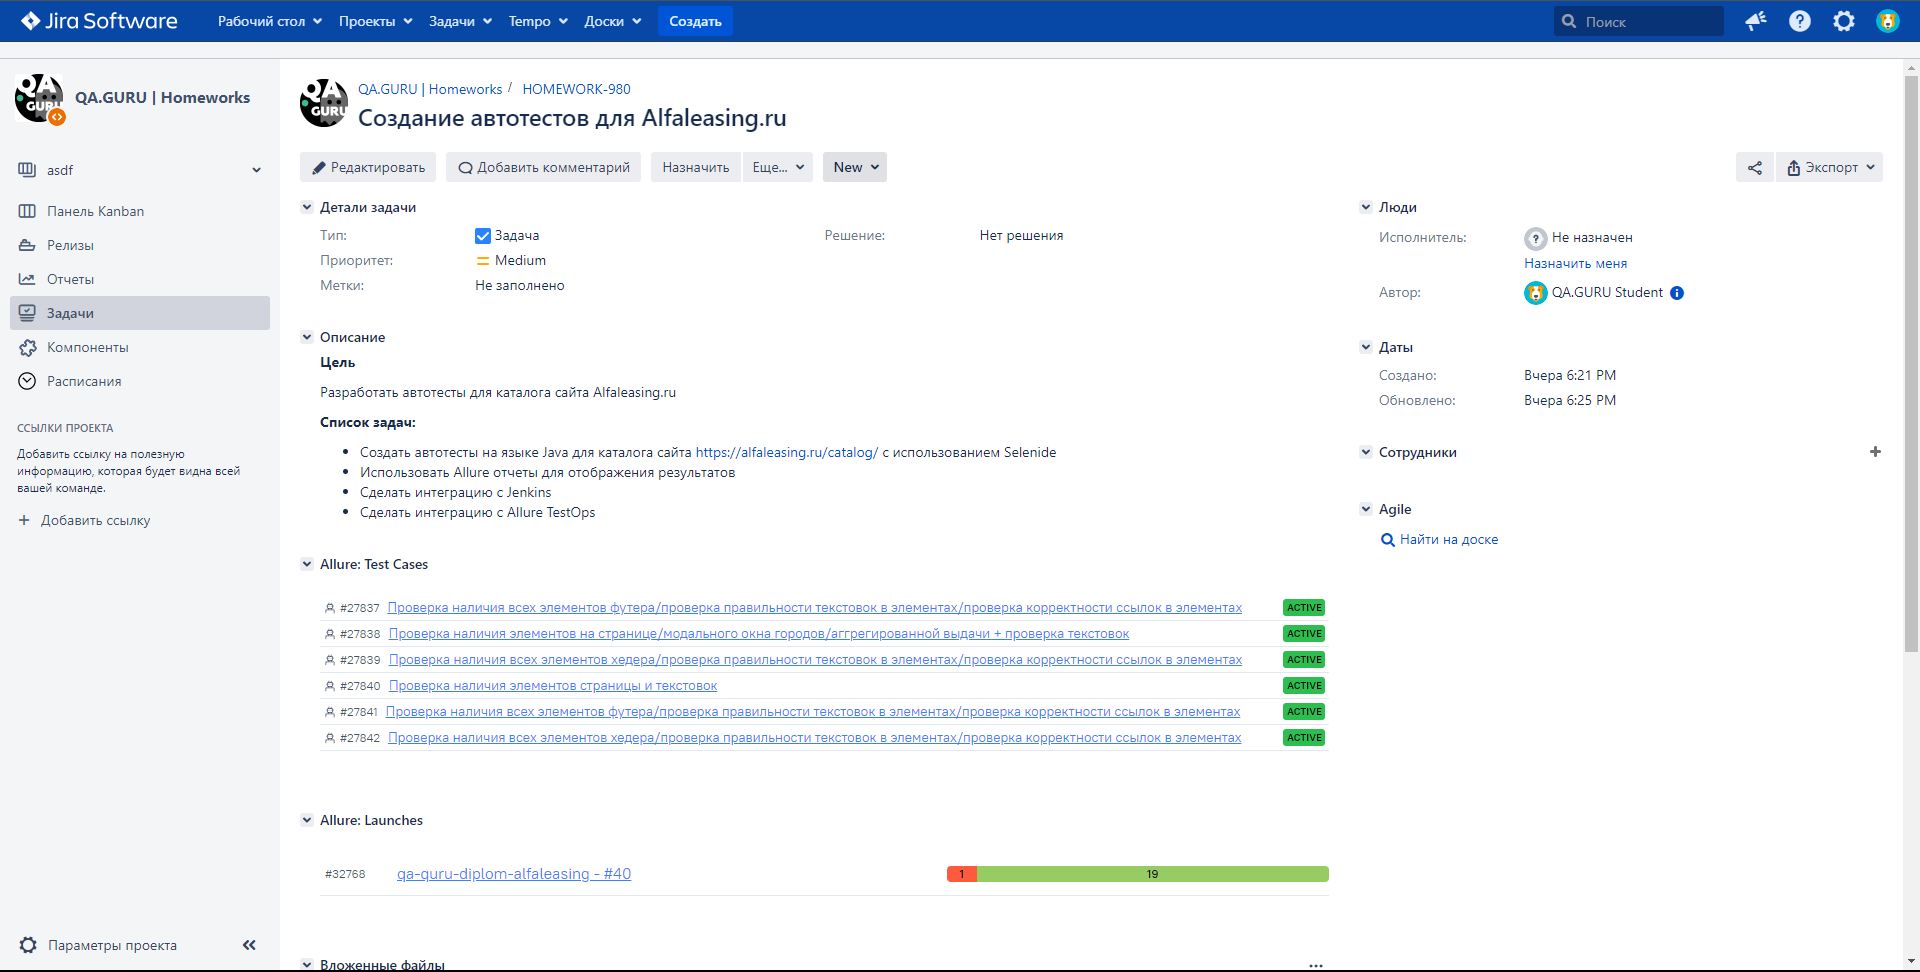 Jira Software
Рабочий стол
Проекты
Задачи
Tempo
Доски
Создать
Поиск
QA.GURU | Homeworks
asdf
Панель Kanban
Релизы
Отчеты
Задачи
Компоненты
Расписания
ССЫЛКИ ПРОЕКТА
Добавить ссылку на полезную
информацию, которая будет видна всей
вашей команде.
Добавить ссылку
Параметры проекта
QA
GURU
QA.GURU | Homeworks / HOMEWORK-980
Создание автотестов для Alfaleasing.ru
Редактировать
Добавить комментарий
Назначить
Еще...
New
Экспорт
Детали задачи
Тип: Задача
Решение: Нет решения
Приоритет: Medium
Метки: Не заполнено
Описание
Цель
Разработать автотесты для каталога сайта Alfaleasing.ru
Список задач:
Создать автотесты на языке Java для каталога сайта https://alfaleasing.ru/catalog/ с использованием Selenide
Использовать Allure отчеты для отображения результатов
Сделать интеграцию с Jenkins
Сделать интеграцию с Allure TestOps
Allure: Test Cases
#27837 Проверка наличия всех элементов футера/проверка правильности текстовок в элементах/проверка корректности ссылок в элементах ACTIVE
#27838 Проверка наличия элементов на странице/модального окна городов/аггрегированной выдачи + проверка текстовок ACTIVE
#27839 Проверка наличия всех элементов хедера/проверка правильности текстовок в элементах/проверка корректности ссылок в элементах ACTIVE
#27840 Проверка наличия элементов страницы и текстовок ACTIVE
#27841 Проверка наличия всех элементов футера/проверка правильности текстовок в элементах/проверка корректности ссылок в элементах ACTIVE
#27842 Проверка наличия всех элементов хедера/проверка правильности текстовок в элементах/проверка корректности ссылок в элементах ACTIVE
Allure: Launches
#32768 qa-guru-diplom-alfaleasing - #40 1 19
Вложенные файлы
Люди
Исполнитель: Не назначен
Назначить меня
Автор: QA.GURU Student
Даты
Создано: Вчера 6:21 PM
Обновлено: Вчера 6:25 PM
Сотрудники
Agile
Найти на доске